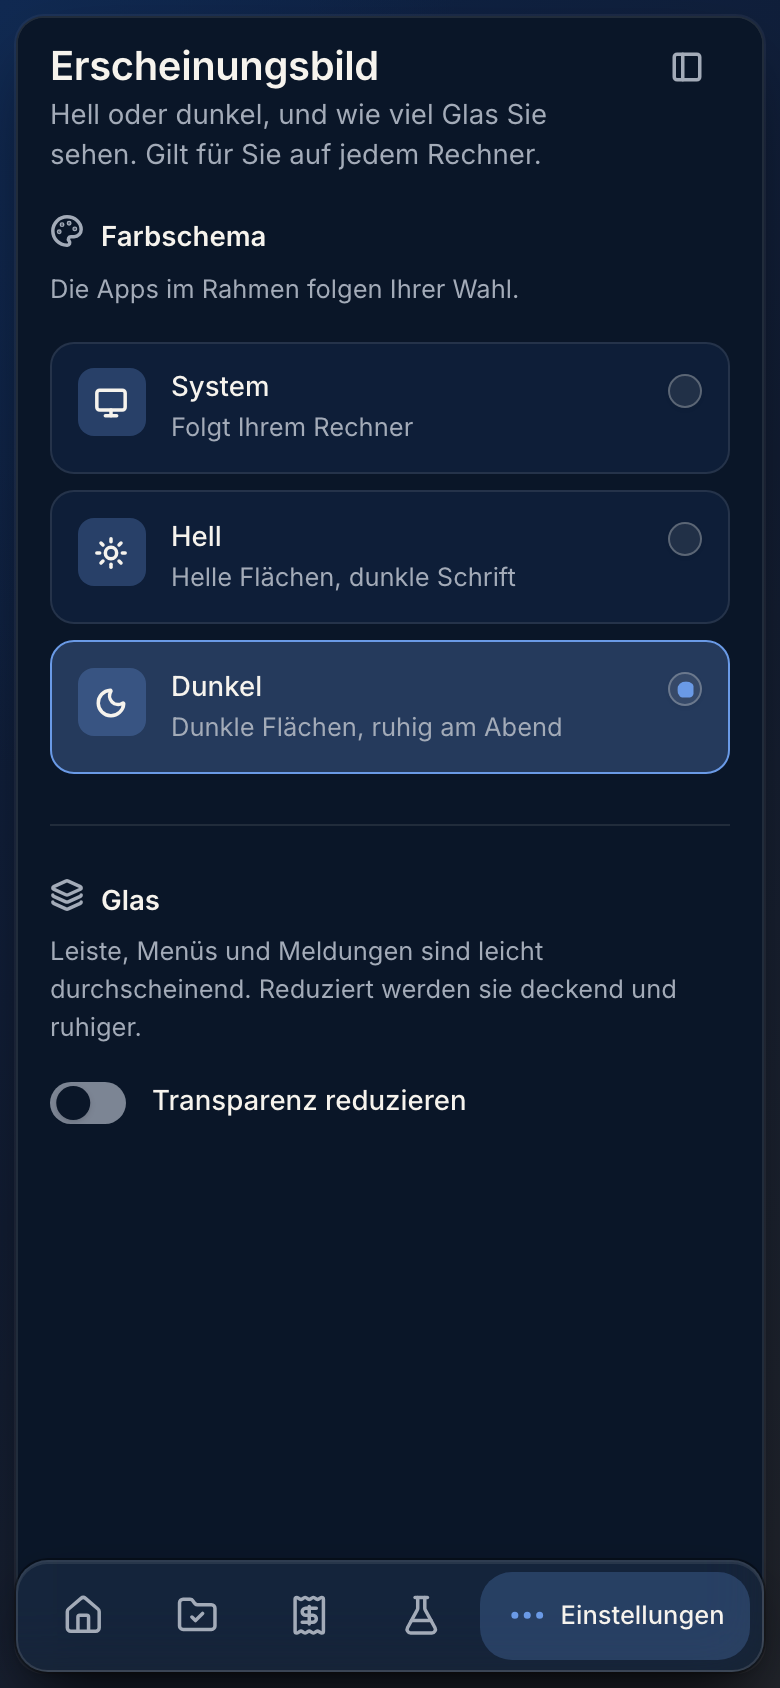 Erscheinungsbild
Hell oder dunkel, und wie viel Glas Sie
sehen. Gilt für Sie auf jedem Rechner.
Farbschema
Die Apps im Rahmen folgen Ihrer Wahl.
System
Folgt Ihrem Rechner
Hell
Helle Flächen, dunkle Schrift
Dunkel
Dunkle Flächen, ruhig am Abend
Glas
Leiste, Menüs und Meldungen sind leicht
durchscheinend. Reduziert werden sie deckend und
ruhiger.
Transparenz reduzieren
Einstellungen